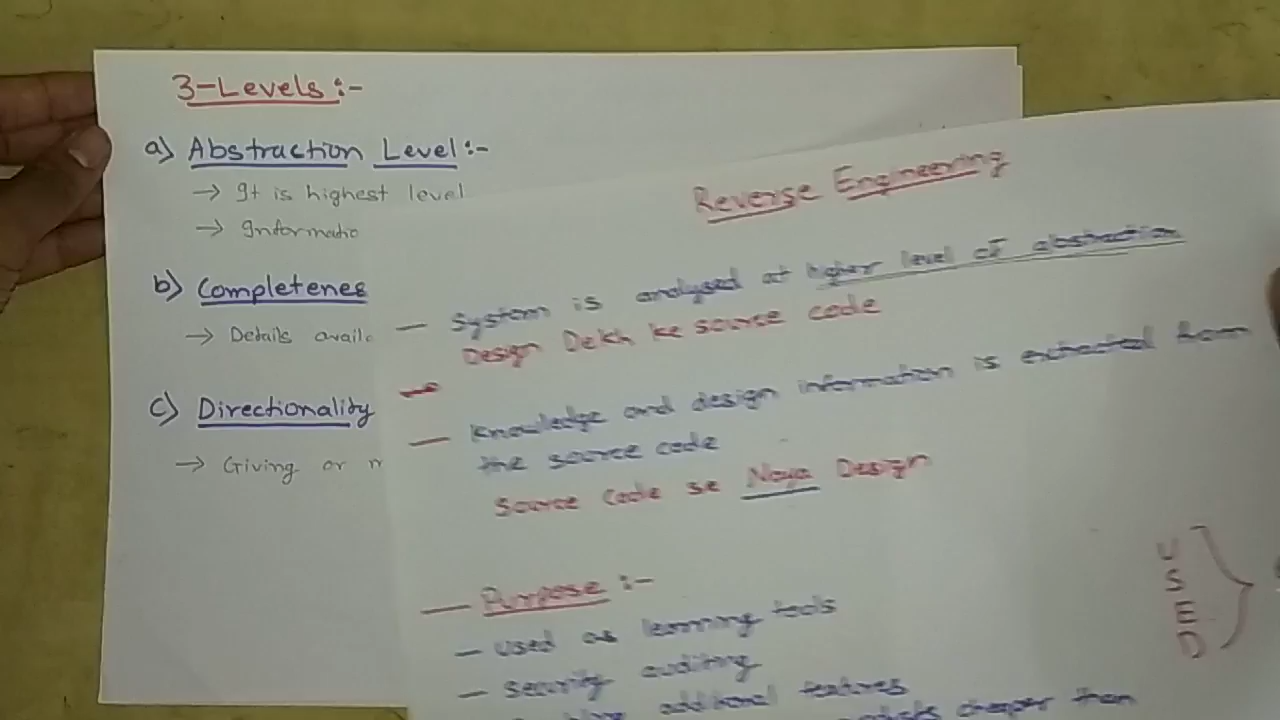 3-Levels :-
a) Abstraction Level :-
→ It is highest level
→ Informatio
b) Completenes
→ Details availa
c) Directionality
→ Giving or
Reverse Engineering
— System is analysed at higher level of abstraction
Design Dekh ke source code
— Knowledge and design information is extracted from
the source code
Source Code se Naya Design
— Purpose :-
— Used as learning tools
— Security auditing
additional features
cheaper than
USED